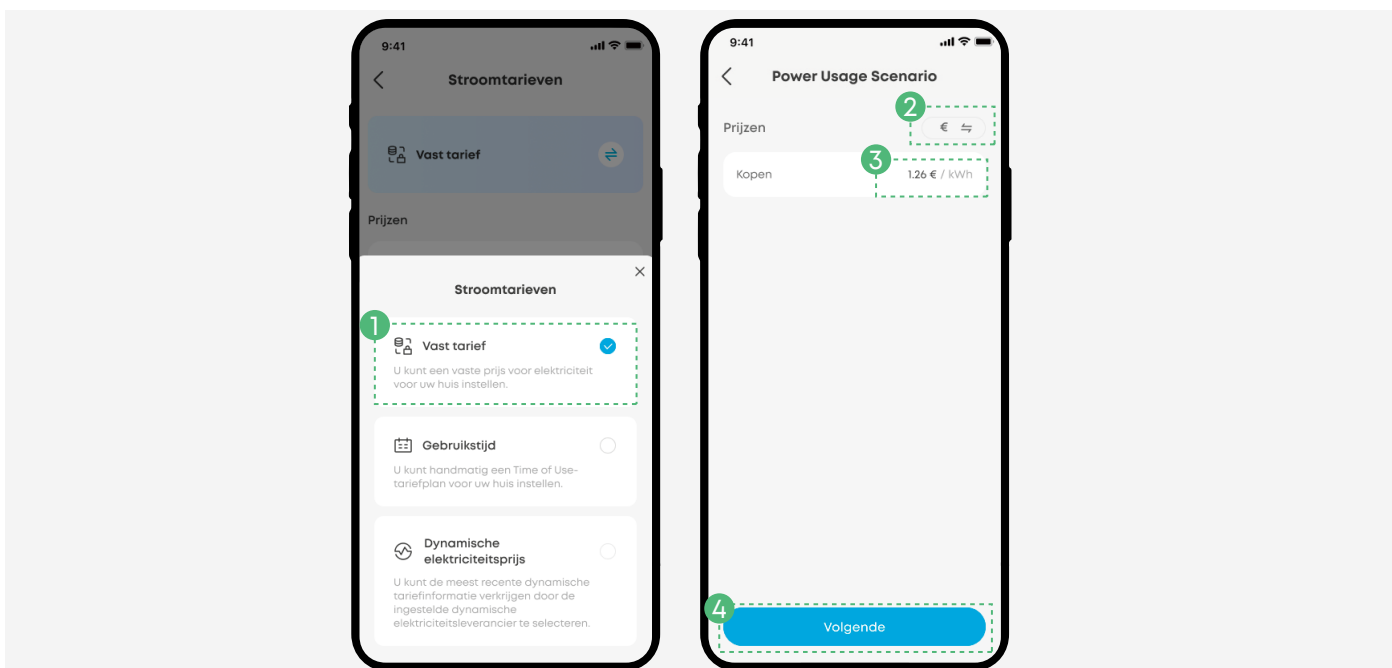 9:41
Stroomtarieven
Vast tarief
Prijzen
Stroomtarieven
1
Vast tarief
U kunt een vaste prijs voor elektriciteit
voor uw huis instellen.
Gebruikstijd
U kunt handmatig een Time of Use-
tariefplan voor uw huis instellen.
Dynamische
elektriciteitsprijs
U kunt de meest recente dynamische
tariefinformatie verkrijgen door de
ingestelde dynamische
elektriciteitsleverancier te selecteren.
9:41
Power Usage Scenario
2
Prijzen €
3
Kopen 1.26 € / kWh
4
Volgende